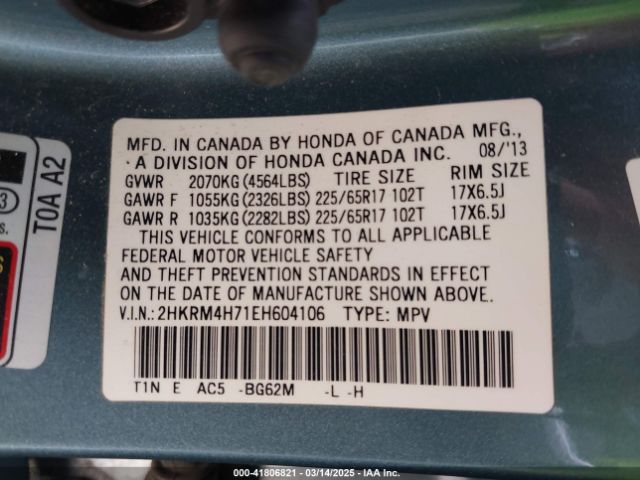 MFD. IN CANADA BY HONDA OF CANADA MFG.,
A DIVISION OF HONDA CANADA INC. 08/'13
GVWR 2070KG (4564LBS) TIRE SIZE RIM SIZE
GAWR F 1055KG (2326LBS) 225/65R17 102T 17X6.5J
GAWR R 1035KG (2282LBS) 225/65R17 102T 17X6.5J
THIS VEHICLE CONFORMS TO ALL APPLICABLE
FEDERAL MOTOR VEHICLE SAFETY
AND THEFT PREVENTION STANDARDS IN EFFECT
ON THE DATE OF MANUFACTURE SHOWN ABOVE.
V.I.N.: 2HKRM4H71EH604106 TYPE: MPV
T1N E AC5 -BG62M -L -H
T0A A2
3
s.
S
000-41806821 - 03/14/2025 - IAA Inc.